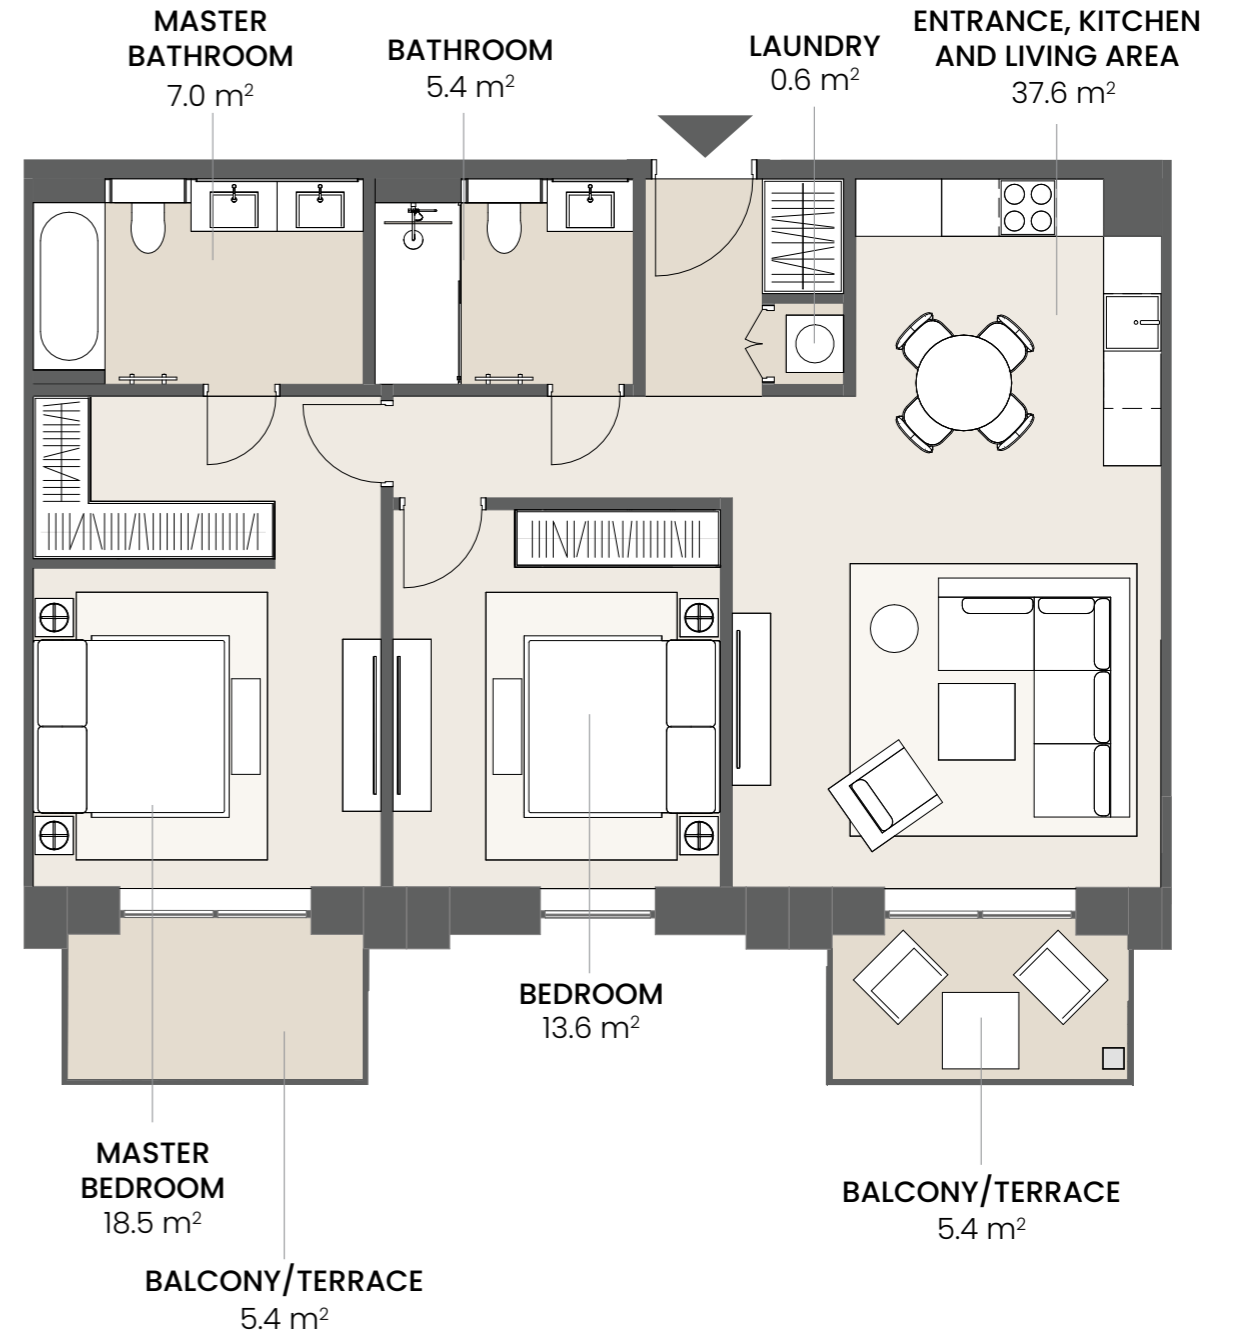 MASTER
BATHROOM
7.0 m²
BATHROOM
5.4 m²
LAUNDRY
0.6 m²
ENTRANCE, KITCHEN
AND LIVING AREA
37.6 m²
BEDROOM
13.6 m²
MASTER
BEDROOM
18.5 m²
BALCONY/TERRACE
5.4 m²
BALCONY/TERRACE
5.4 m²